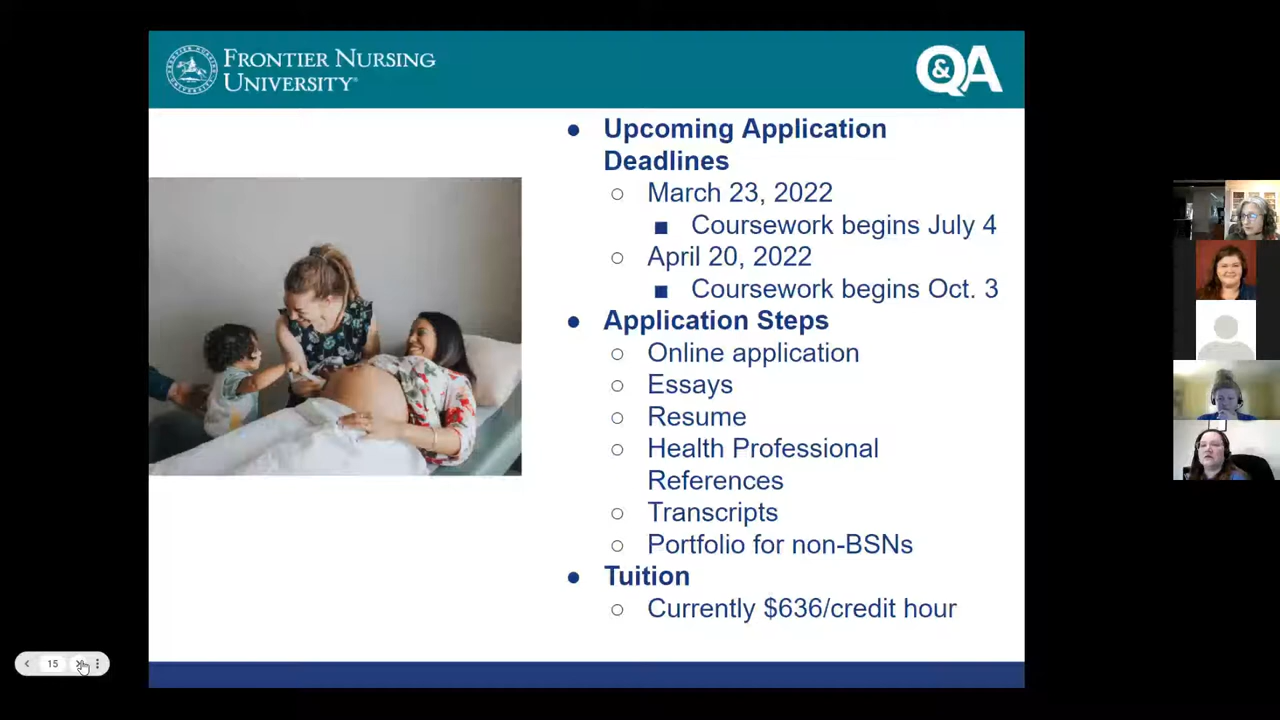 FRONTIER NURSING
UNIVERSITY®
Q&A
Upcoming Application
Deadlines
March 23, 2022
Coursework begins July 4
April 20, 2022
Coursework begins Oct. 3
Application Steps
Online application
Essays
Resume
Health Professional
References
Transcripts
Portfolio for non-BSNs
Tuition
Currently $636/credit hour
15